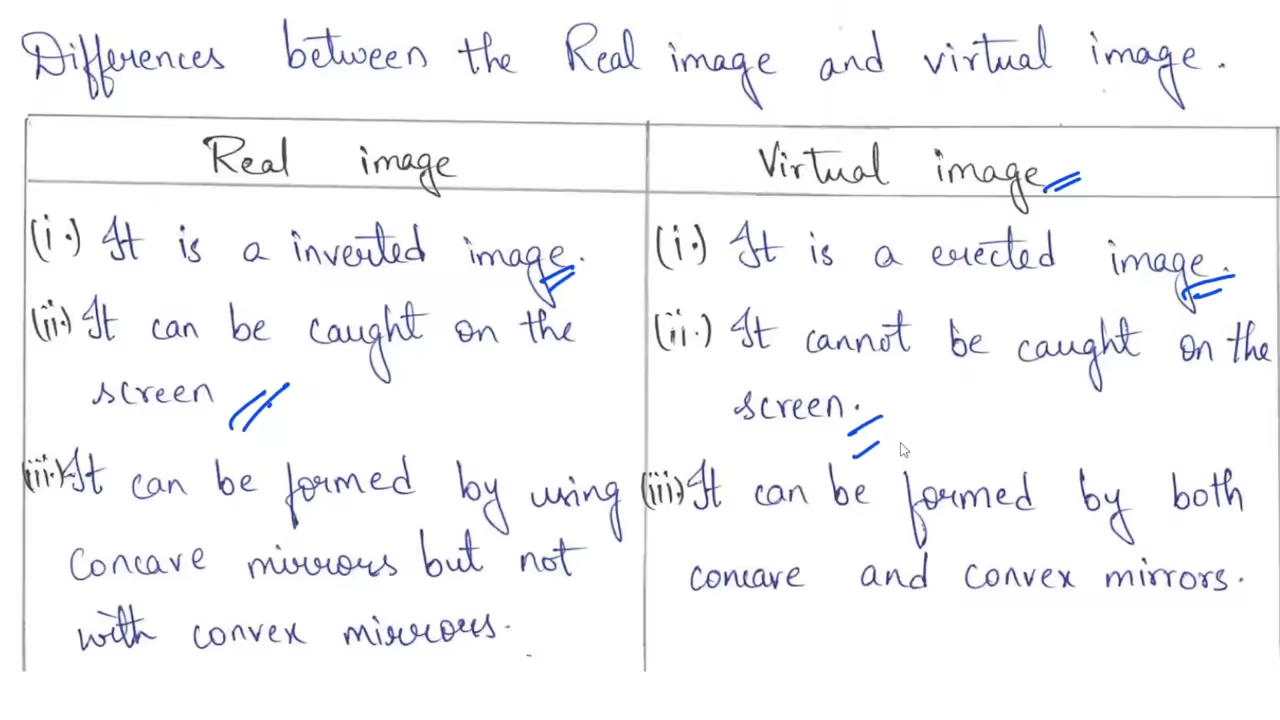 Differences between the Real image and virtual image.
Real image
(i.) It is a inverted image.
(ii.) It can be caught on the
screen
(iii.) It can be formed by using
concave mirrors but not
with convex mirrors.
Virtual image
(i.) It is a erected image.
(ii.) It cannot be caught on the
screen.
(iii) It can be formed by both
concave and convex mirrors.